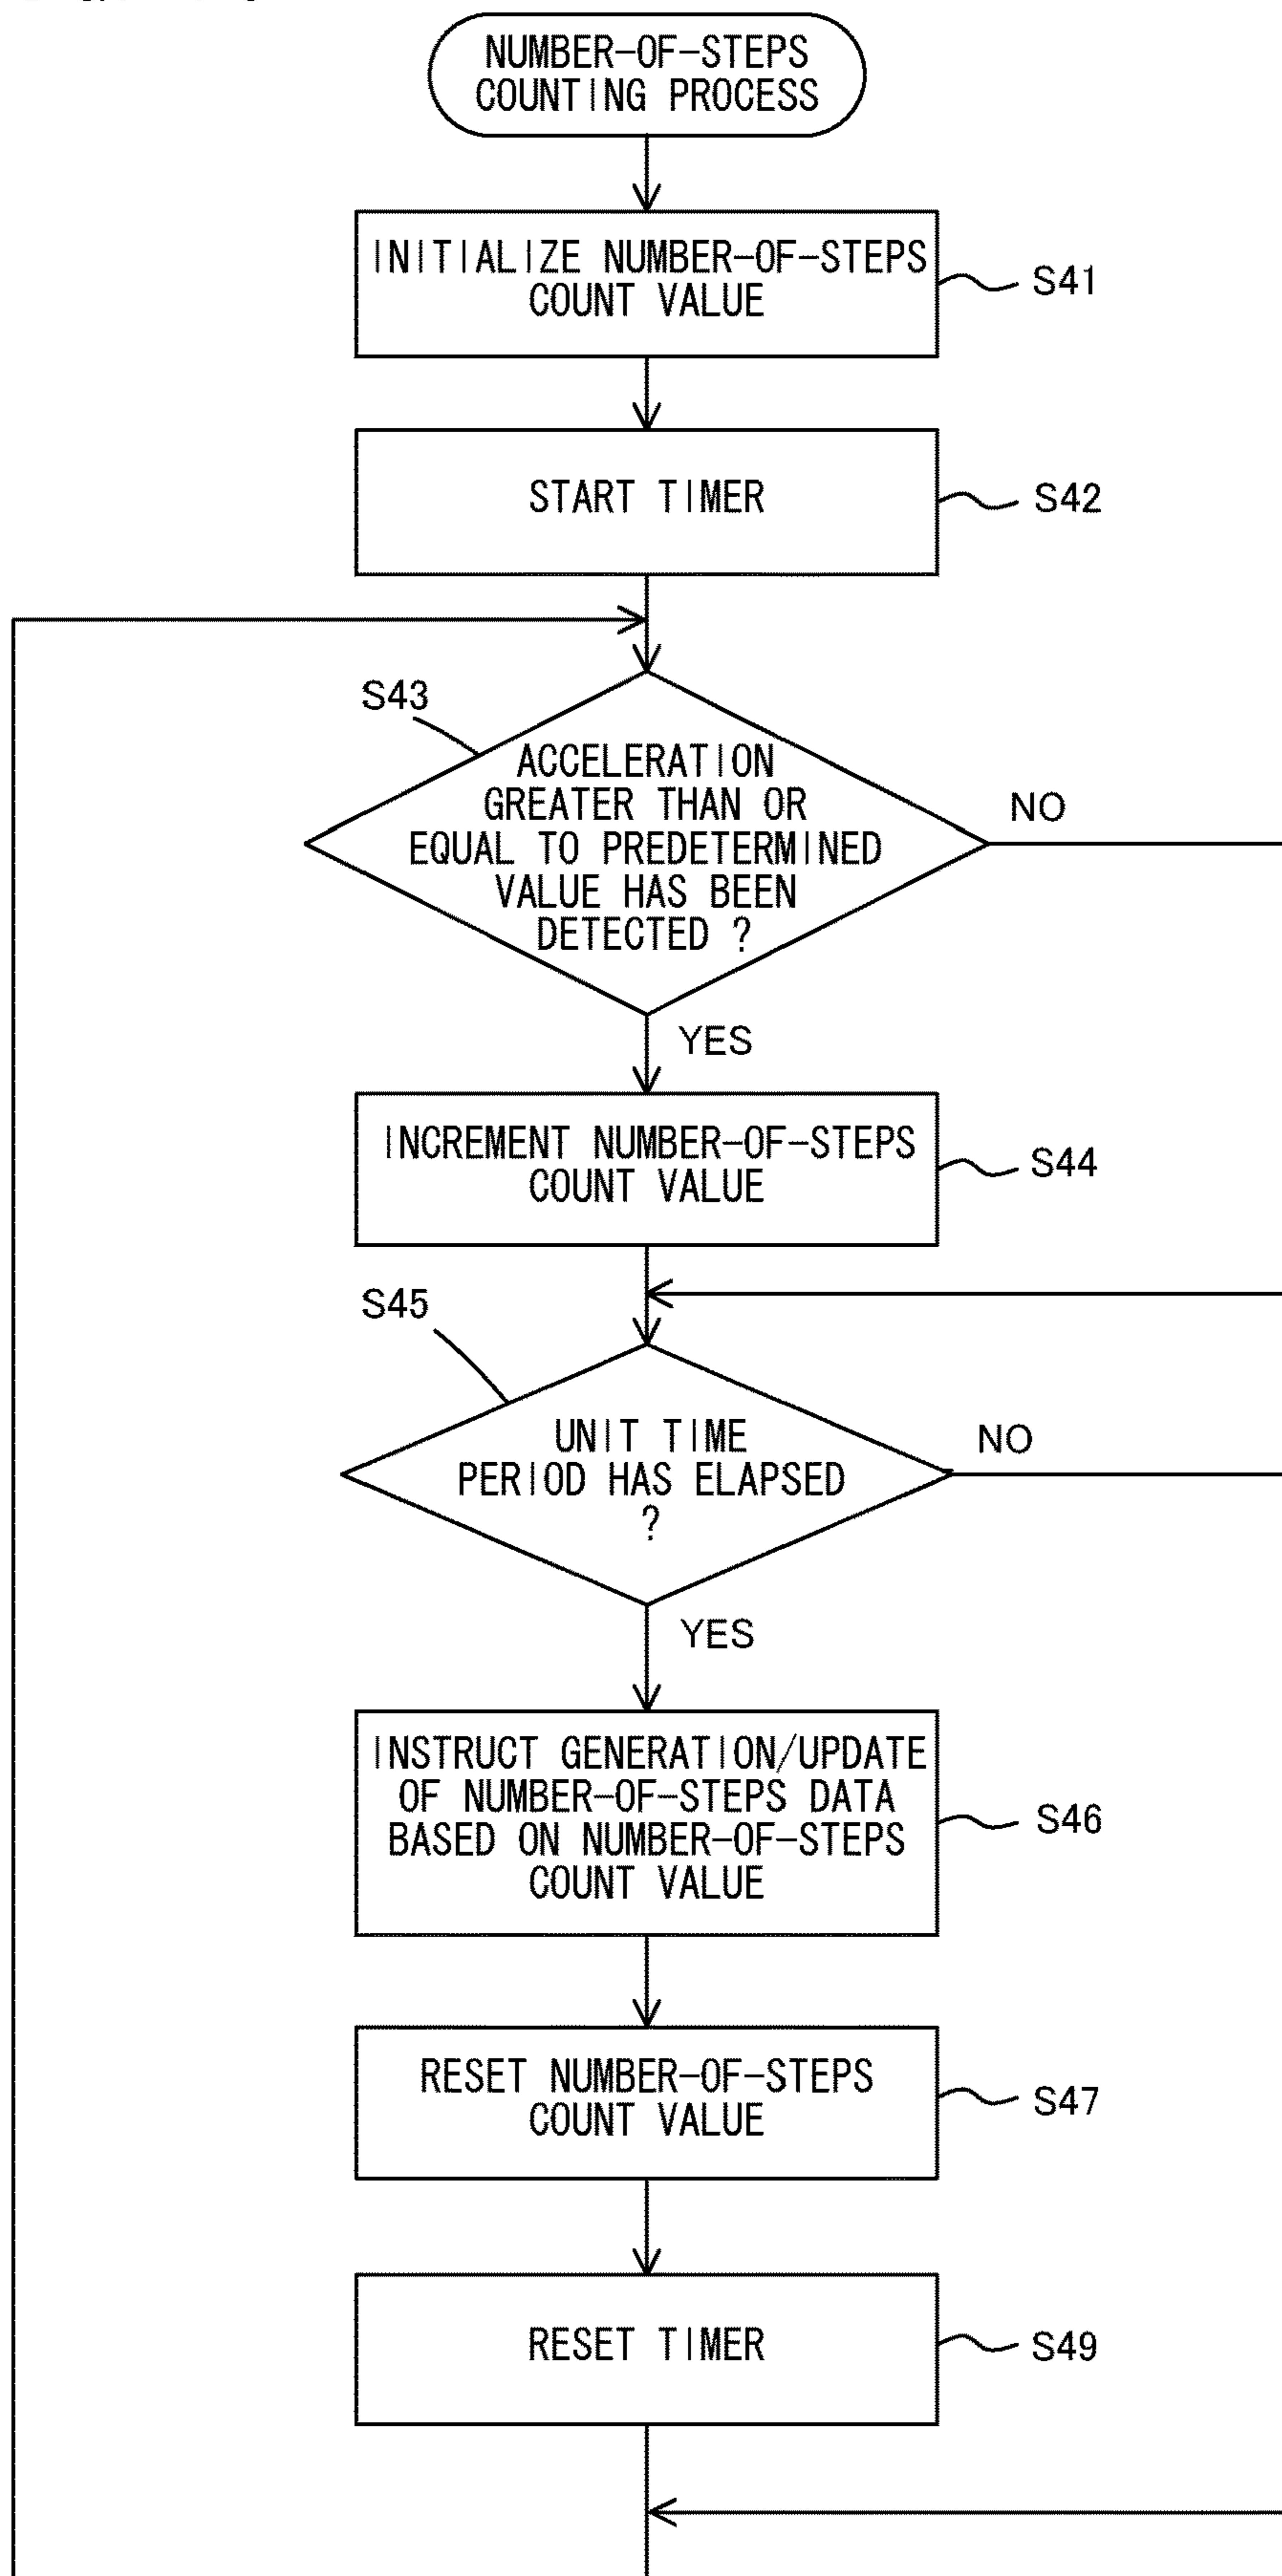 NUMBER-OF-STEPS
COUNTING PROCESS
INITIALIZE NUMBER-OF-STEPS
COUNT VALUE
S41
START TIMER
S42
S43
ACCELERATION
GREATER THAN OR
EQUAL TO PREDETERMINED
VALUE HAS BEEN
DETECTED ?
NO
YES
INCREMENT NUMBER-OF-STEPS
COUNT VALUE
S44
S45
UNIT TIME
PERIOD HAS ELAPSED
?
NO
YES
INSTRUCT GENERATION/UPDATE
OF NUMBER-OF-STEPS DATA
BASED ON NUMBER-OF-STEPS
COUNT VALUE
S46
RESET NUMBER-OF-STEPS
COUNT VALUE
S47
RESET TIMER
S49